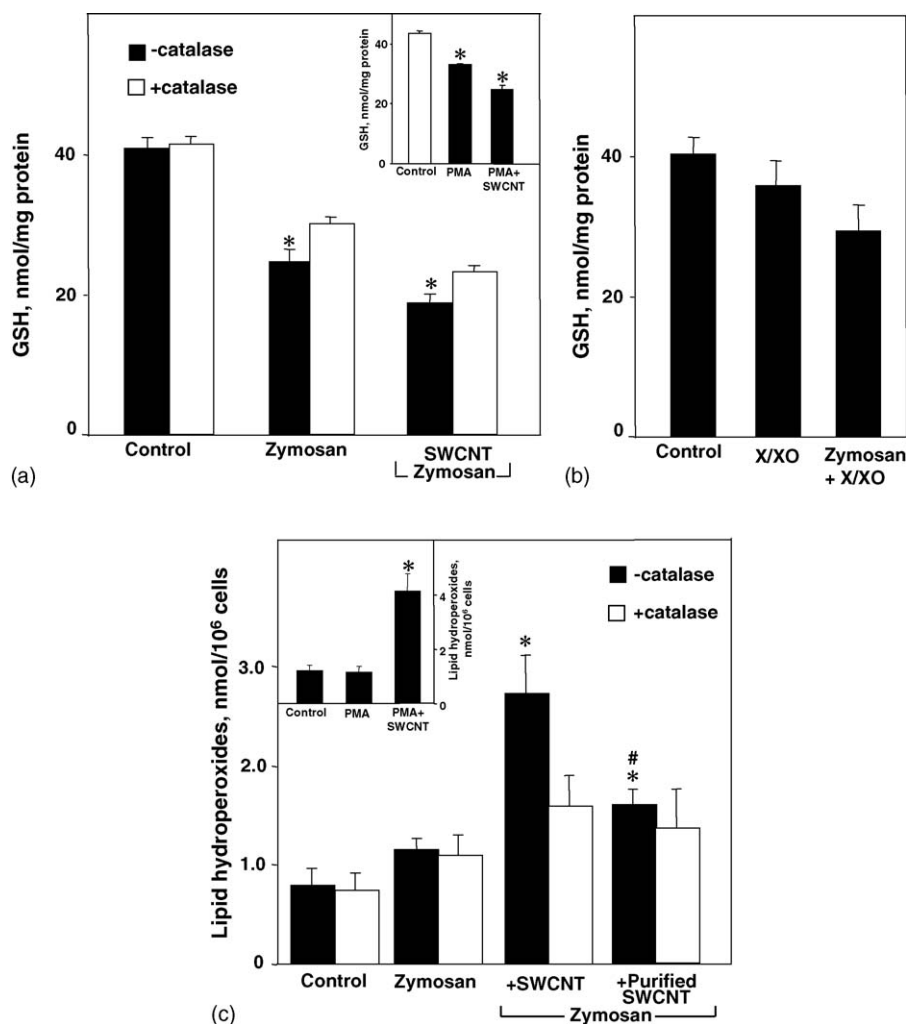 -catalase
+catalase
GSH, nmol/mg protein
40
20
0
Control
Zymosan
SWCNT
Zymosan
GSH, nmol/mg protein
40
20
0
*
*
Control
PMA
PMA+
SWCNT
*
*
(a)
GSH, nmol/mg protein
40
20
0
Control
X/XO
Zymosan
+ X/XO
(b)
Lipid hydroperoxides, nmol/10⁶ cells
3.0
2.0
1.0
0
*
Control
PMA
PMA+
SWCNT
4
2
0
Lipid hydroperoxides,
nmol/10⁶ cells
-catalase
+catalase
*
#
*
Control
Zymosan
+SWCNT
+Purified
SWCNT
Zymosan
(c)